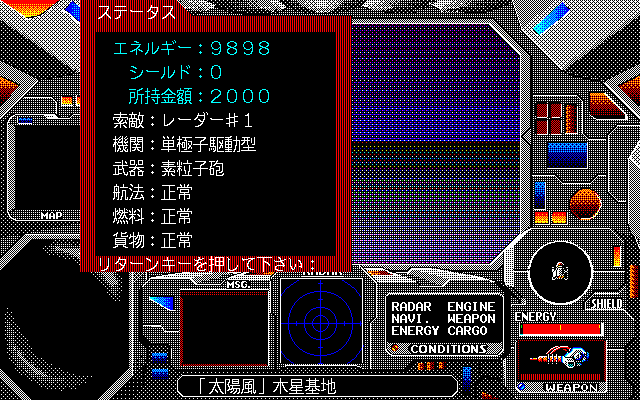 ステータス
エネルギー：9898
シールド：0
所持金額：2000
索敵：レーダー♯1
機関：単極子駆動型
武器：素粒子砲
航法：正常
燃料：正常
貨物：正常
リターンキーを押して下さい：
MAP
MSG.
RADAR
RADAR ENGINE
NAVI. WEAPON
ENERGY CARGO
CONDITIONS
SHIELD
ENERGY
WEAPON
「太陽風」木星基地